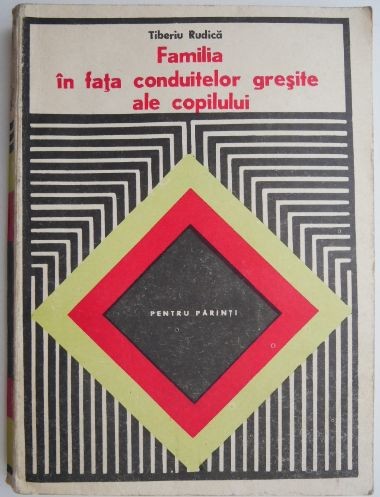 Tiberiu Rudică
Familia
în fața conduitelor greșite
ale copilului
PENTRU PĂRINȚI